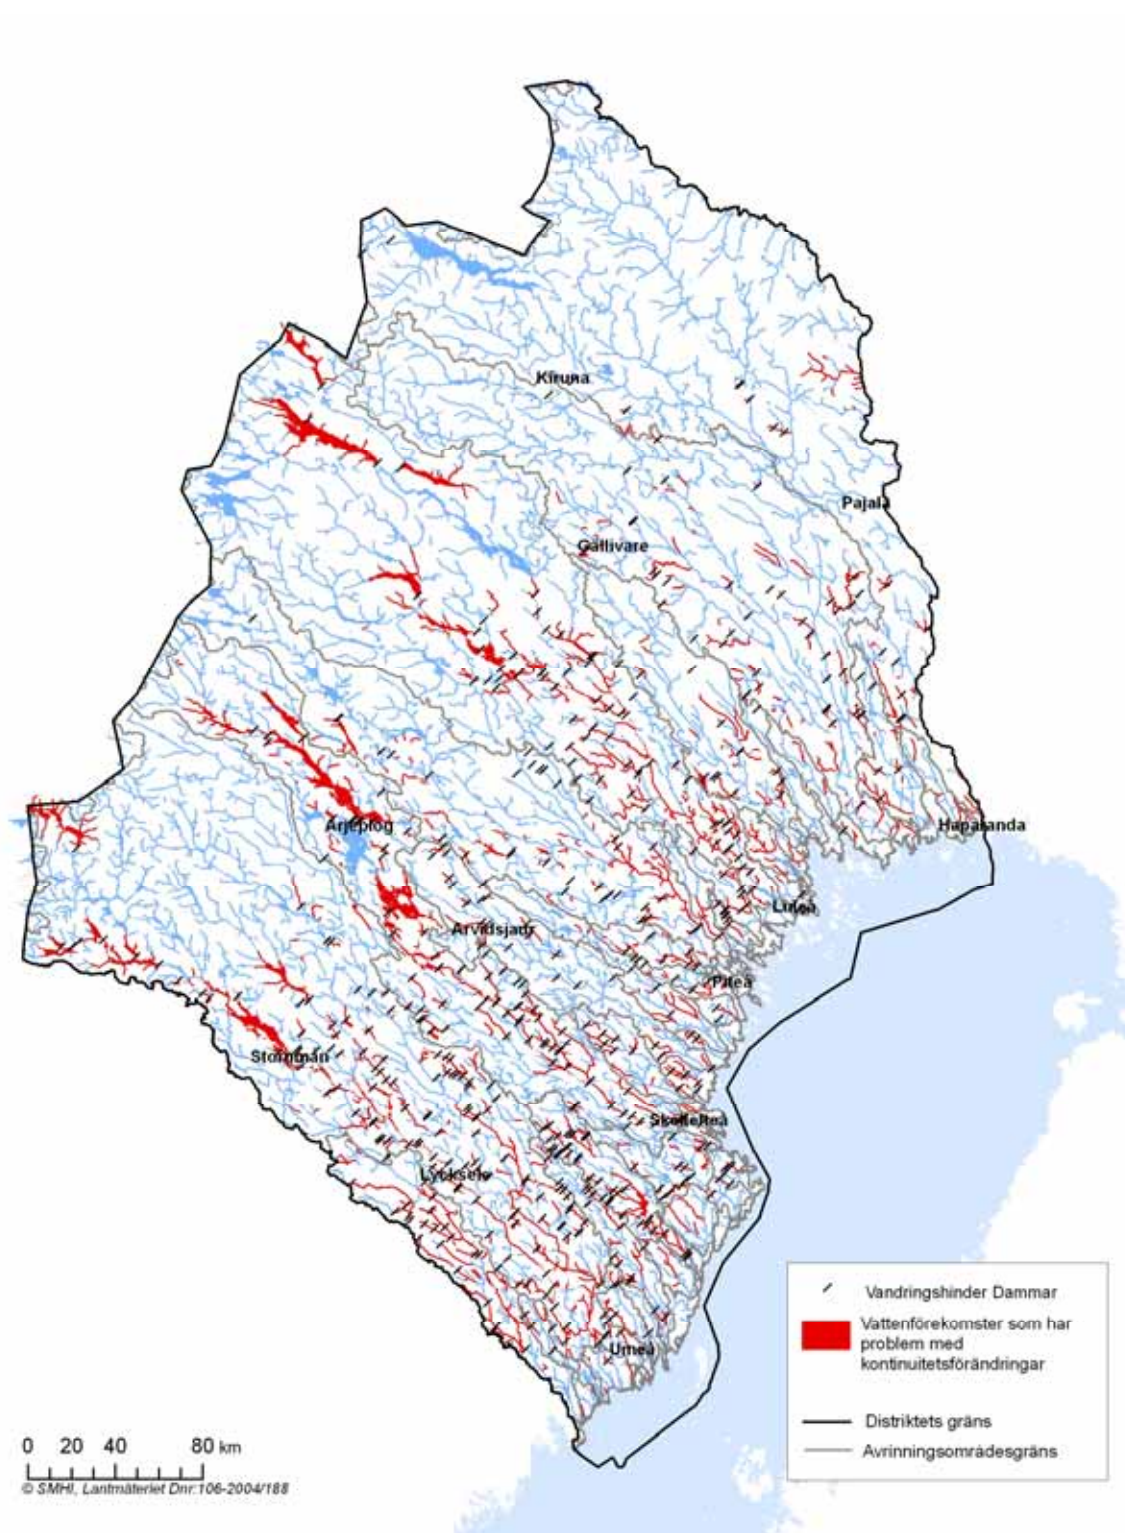 Kiruna
Pajala
Gällivare
Haparanda
Arjeplog
Luleå
Arvidsjaur
Piteå
Storuman
Skellefteå
Lycksele
Vandringshinder Dammar
Vattenförekomster som har
problem med
kontinuitetsförändringar
Umeå
Distriktets gräns
0 20 40 80 km
Avrinningsområdesgräns
© SMHI, Lantmäteriet Dnr:106-2004/188